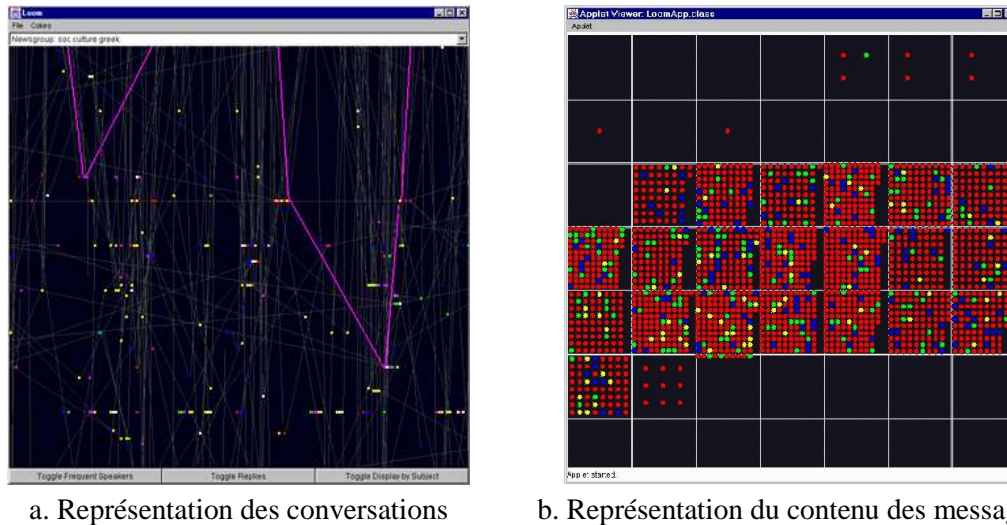 Loom
File Colors
Newsgroup: soc.culture.greek
Toggle Frequent Speakers Toggle Replies Toggle Display by Subject
Applet Viewer: LoomApp.class
Applet
Applet started.
a. Représentation des conversations
b. Représentation du contenu des messa